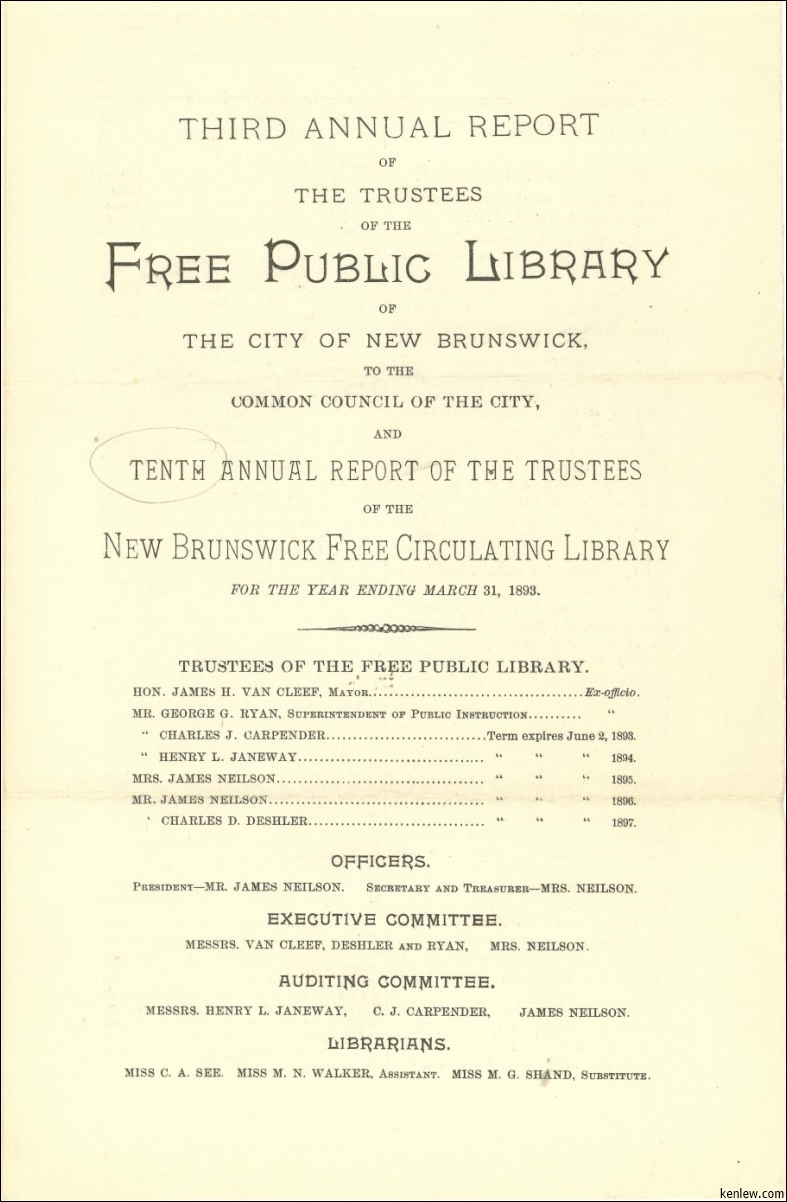 THIRD ANNUAL REPORT
OF
THE TRUSTEES
OF THE
FREE PUBLIC LIBRARY
OF
THE CITY OF NEW BRUNSWICK,
TO THE
COMMON COUNCIL OF THE CITY,
AND
TENTH ANNUAL REPORT OF THE TRUSTEES
OF THE
NEW BRUNSWICK FREE CIRCULATING LIBRARY
FOR THE YEAR ENDING MARCH 31, 1893.
TRUSTEES OF THE FREE PUBLIC LIBRARY.
HON. JAMES H. VAN CLEEF, MAYOR........................................Ex-officio.
MR. GEORGE G. RYAN, SUPERINTENDENT OF PUBLIC INSTRUCTION.......... "
" CHARLES J. CARPENDER..............................Term expires June 2, 1893.
" HENRY L. JANEWAY................................... " " " 1894.
MRS. JAMES NEILSON....................................... " " " 1895.
MR. JAMES NEILSON......................................... " " " 1896.
' CHARLES D. DESHLER................................. " " " 1897.
OFFICERS.
PRESIDENT—MR. JAMES NEILSON. SECRETARY AND TREASURER—MRS. NEILSON.
EXECUTIVE COMMITTEE.
MESSRS. VAN CLEEF, DESHLER AND RYAN, MRS. NEILSON.
AUDITING COMMITTEE.
MESSRS. HENRY L. JANEWAY, C. J. CARPENDER, JAMES NEILSON.
LIBRARIANS.
MISS C. A. SEE. MISS M. N. WALKER, ASSISTANT. MISS M. G. SHAND, SUBSTITUTE.
kenlew.com